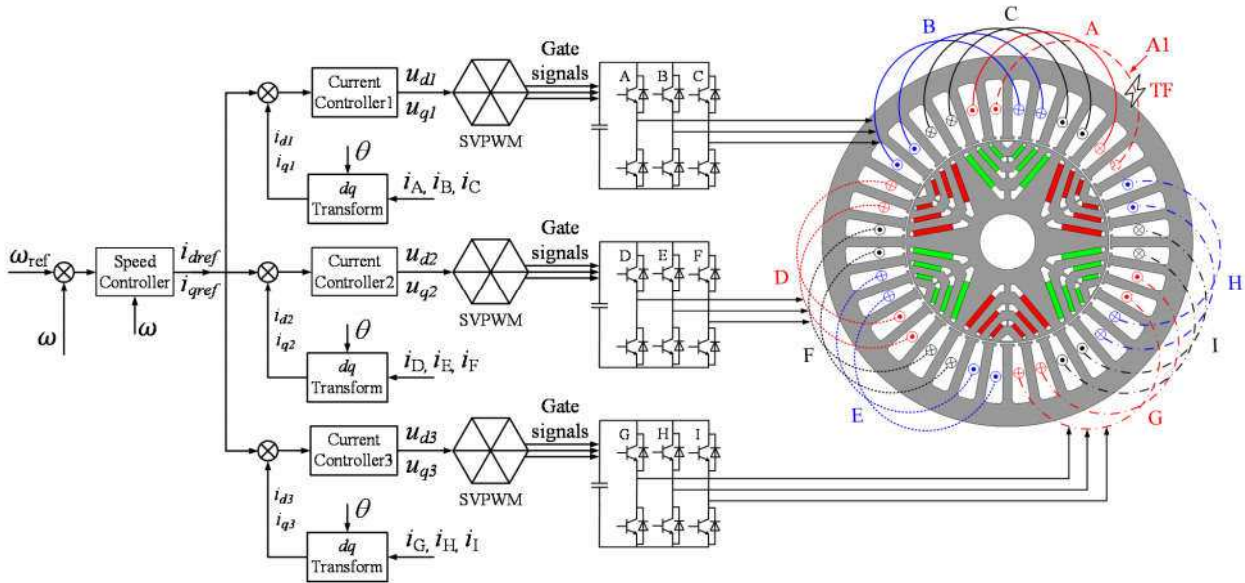 Current
Controller1
u_d1
u_q1
SVPWM
Gate
signals
A B C
i_d1
i_q1
θ
dq
Transform
i_A, i_B, i_C
ω_ref
ω
Speed
Controller
ω
i_dref
i_qref
Current
Controller2
u_d2
u_q2
SVPWM
Gate
signals
D E F
i_d2
i_q2
θ
dq
Transform
i_D, i_E, i_F
Current
Controller3
u_d3
u_q3
SVPWM
Gate
signals
G H I
i_d3
i_q3
θ
dq
Transform
i_G, i_H, i_I
C
B
A
A1
TF
D
H
F
I
E
G